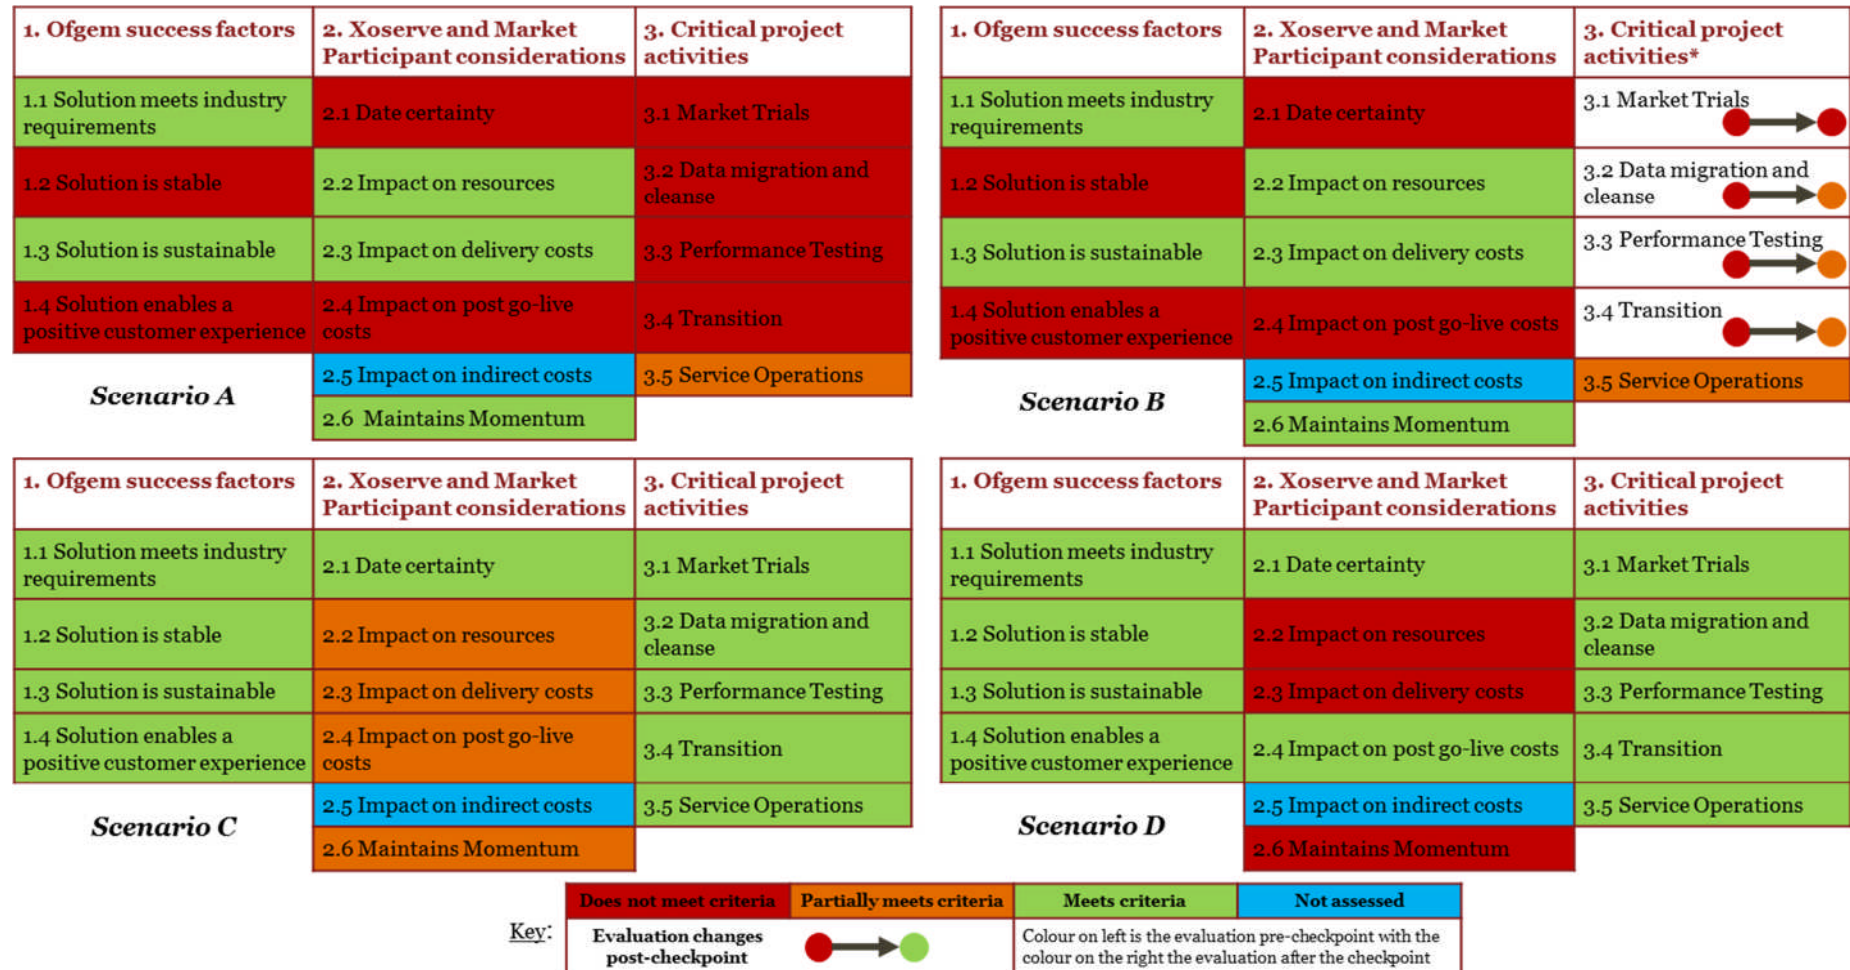 1. Ofgem success factors
2. Xoserve and Market
Participant considerations
3. Critical project
activities
1.1 Solution meets industry
requirements
2.1 Date certainty
3.1 Market Trials
1.2 Solution is stable
2.2 Impact on resources
3.2 Data migration and
cleanse
1.3 Solution is sustainable
2.3 Impact on delivery costs
3.3 Performance Testing
1.4 Solution enables a
positive customer experience
2.4 Impact on post go-live
costs
3.4 Transition
2.5 Impact on indirect costs
3.5 Service Operations
Scenario A
2.6 Maintains Momentum
1. Ofgem success factors
2. Xoserve and Market
Participant considerations
3. Critical project
activities*
1.1 Solution meets industry
requirements
2.1 Date certainty
3.1 Market Trials
1.2 Solution is stable
2.2 Impact on resources
3.2 Data migration and
cleanse
1.3 Solution is sustainable
2.3 Impact on delivery costs
3.3 Performance Testing
1.4 Solution enables a
positive customer experience
2.4 Impact on post go-live costs
3.4 Transition
2.5 Impact on indirect costs
3.5 Service Operations
Scenario B
2.6 Maintains Momentum
1. Ofgem success factors
2. Xoserve and Market
Participant considerations
3. Critical project
activities
1.1 Solution meets industry
requirements
2.1 Date certainty
3.1 Market Trials
1.2 Solution is stable
2.2 Impact on resources
3.2 Data migration and
cleanse
1.3 Solution is sustainable
2.3 Impact on delivery costs
3.3 Performance Testing
1.4 Solution enables a
positive customer experience
2.4 Impact on post go-live
costs
3.4 Transition
2.5 Impact on indirect costs
3.5 Service Operations
Scenario C
2.6 Maintains Momentum
1. Ofgem success factors
2. Xoserve and Market
Participant considerations
3. Critical project
activities
1.1 Solution meets industry
requirements
2.1 Date certainty
3.1 Market Trials
1.2 Solution is stable
2.2 Impact on resources
3.2 Data migration and
cleanse
1.3 Solution is sustainable
2.3 Impact on delivery costs
3.3 Performance Testing
1.4 Solution enables a
positive customer experience
2.4 Impact on post go-live costs
3.4 Transition
2.5 Impact on indirect costs
3.5 Service Operations
Scenario D
2.6 Maintains Momentum
Key:
Does not meet criteria
Partially meets criteria
Meets criteria
Not assessed
Evaluation changes
post-checkpoint
Colour on left is the evaluation pre-checkpoint with the
colour on the right the evaluation after the checkpoint